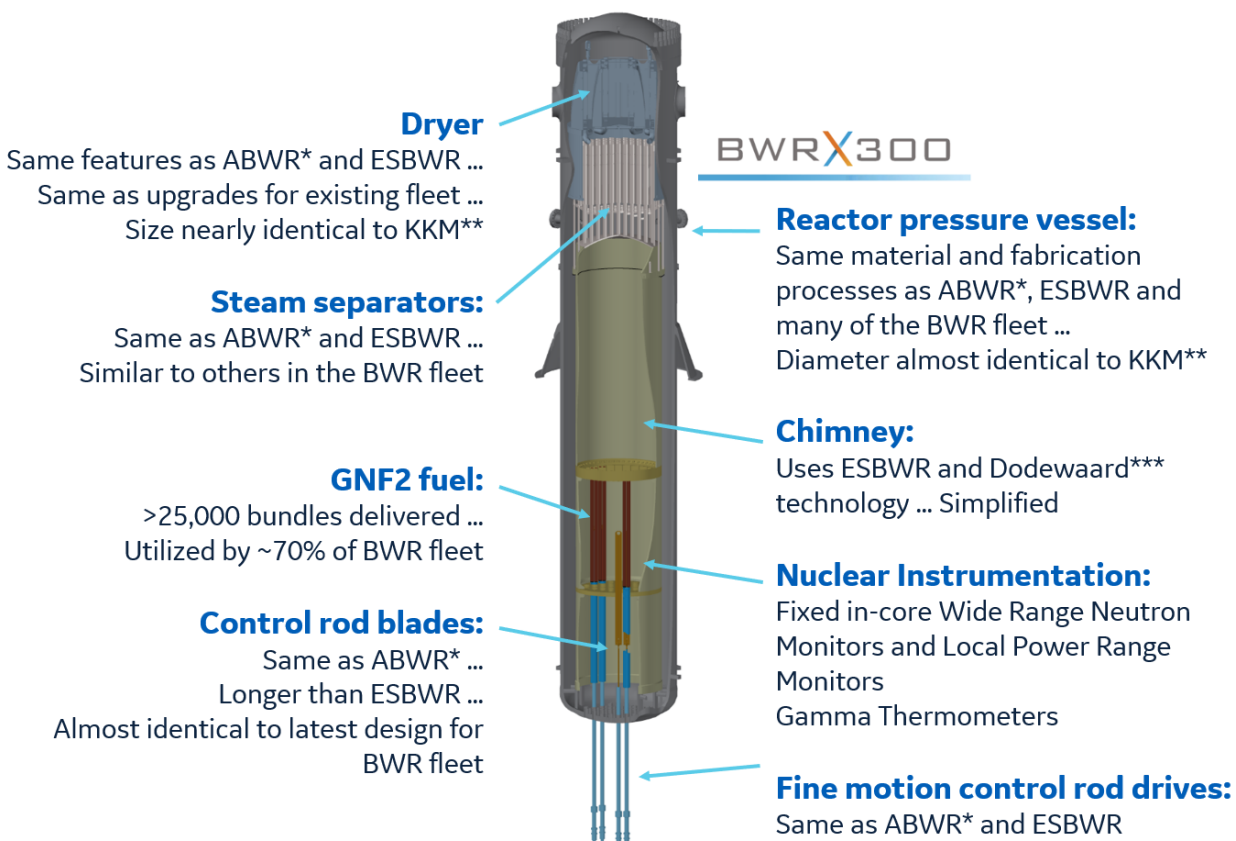 Dryer
Same features as ABWR* and ESBWR ...
Same as upgrades for existing fleet ...
Size nearly identical to KKM**
Steam separators:
Same as ABWR* and ESBWR ...
Similar to others in the BWR fleet
GNF2 fuel:
>25,000 bundles delivered ...
Utilized by ~70% of BWR fleet
Control rod blades:
Same as ABWR* ...
Longer than ESBWR ...
Almost identical to latest design for
BWR fleet
BWRX300
Reactor pressure vessel:
Same material and fabrication
processes as ABWR*, ESBWR and
many of the BWR fleet ...
Diameter almost identical to KKM**
Chimney:
Uses ESBWR and Dodewaard***
technology ... Simplified
Nuclear Instrumentation:
Fixed in-core Wide Range Neutron
Monitors and Local Power Range
Monitors
Gamma Thermometers
Fine motion control rod drives:
Same as ABWR* and ESBWR